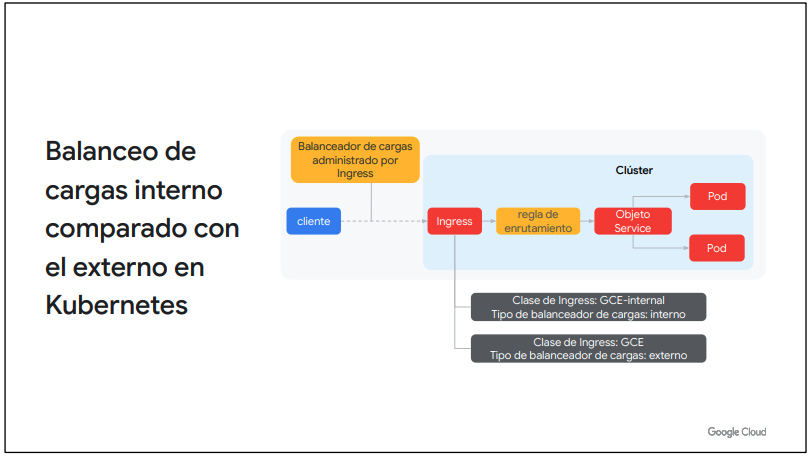 Balanceo de
cargas interno
comparado con
el externo en
Kubernetes
Balanceador de cargas
administrado por
Ingress
Clúster
cliente
Ingress
regla de
enrutamiento
Objeto
Service
Pod
Pod
Clase de Ingress: GCE-internal
Tipo de balanceador de cargas: interno
Clase de Ingress: GCE
Tipo de balanceador de cargas: externo
Google Cloud